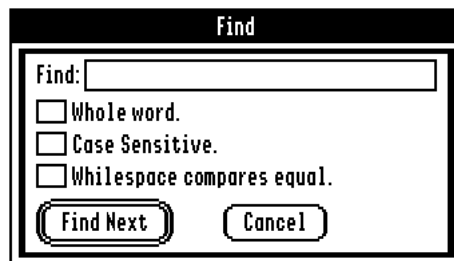 Find
Find:
Whole word.
Case Sensitive.
Whilespace compares equal.
Find Next
Cancel